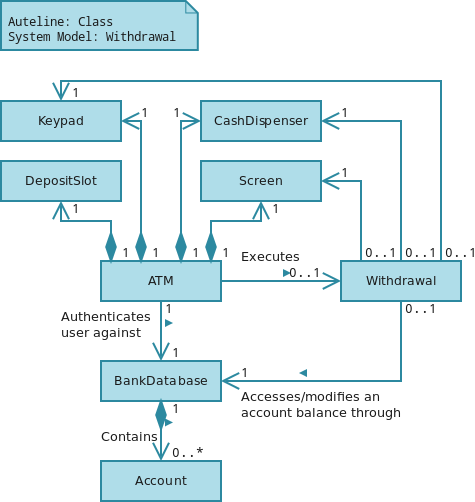 Auteline: Class
System Model: Withdrawal
1
Keypad
1
1
CashDispenser
1
DepositSlot
1
Screen
1
1
1
1
1
1
0..1
0..1
0..1
ATM
Executes
0..1
Withdrawal
1
0..1
Authenticates
user against
1
1
BankDatabase
1
Accesses/modifies an
account balance through
Contains
0..*
Account